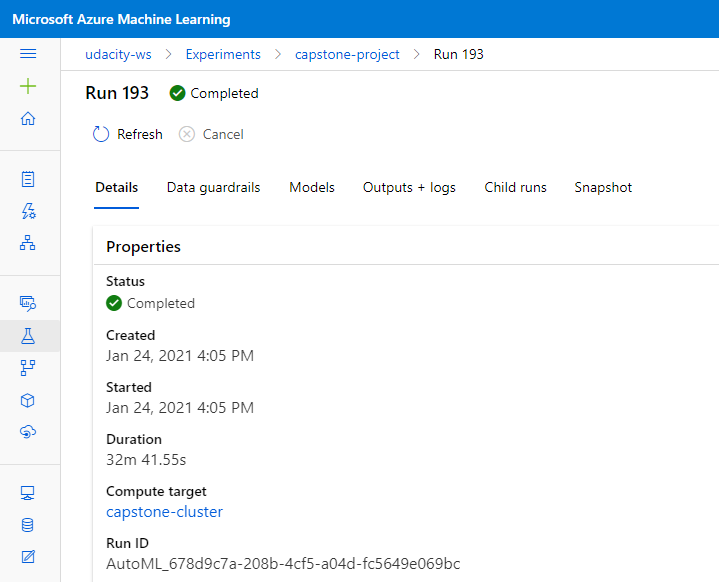 Microsoft Azure Machine Learning
udacity-ws > Experiments > capstone-project > Run 193
Run 193 Completed
Refresh Cancel
Details Data guardrails Models Outputs + logs Child runs Snapshot
Properties
Status
Completed
Created
Jan 24, 2021 4:05 PM
Started
Jan 24, 2021 4:05 PM
Duration
32m 41.55s
Compute target
capstone-cluster
Run ID
AutoML_678d9c7a-208b-4cf5-a04d-fc5649e069bc